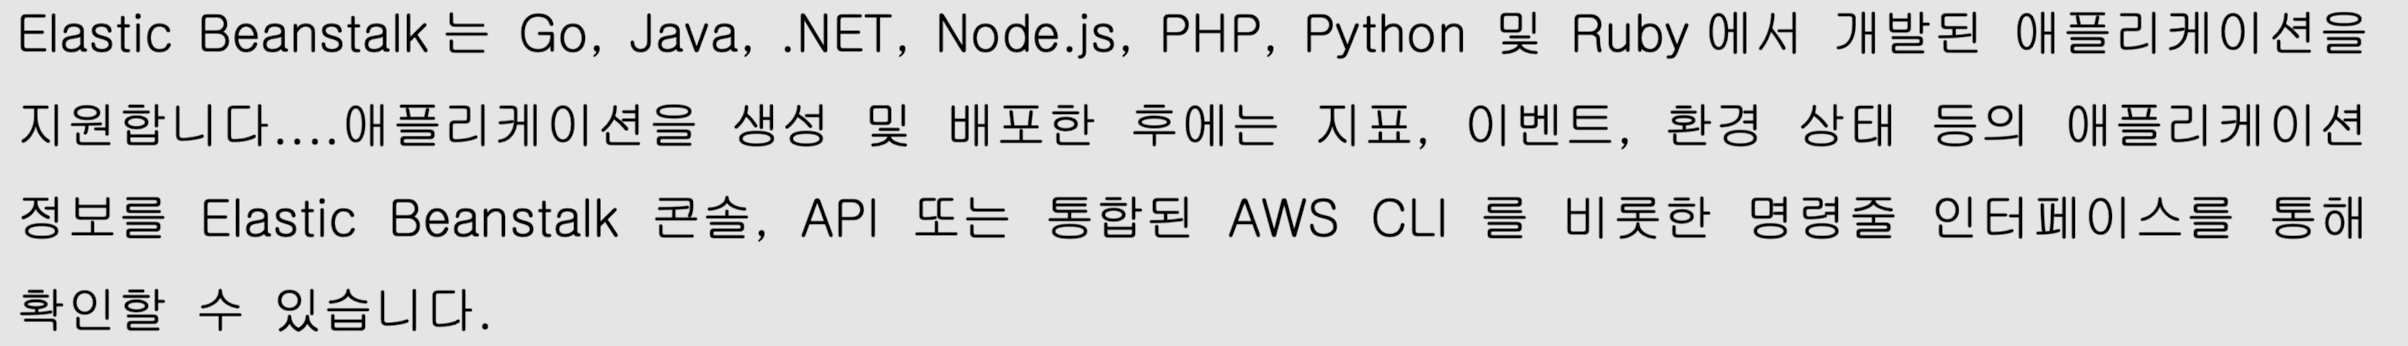 Elastic Beanstalk는 Go, Java, .NET, Node.js, PHP, Python 및 Ruby에서 개발된 애플리케이션을
지원합니다....애플리케이션을 생성 및 배포한 후에는 지표, 이벤트, 환경 상태 등의 애플리케이션
정보를 Elastic Beanstalk 콘솔, API 또는 통합된 AWS CLI 를 비롯한 명령줄 인터페이스를 통해
확인할 수 있습니다.